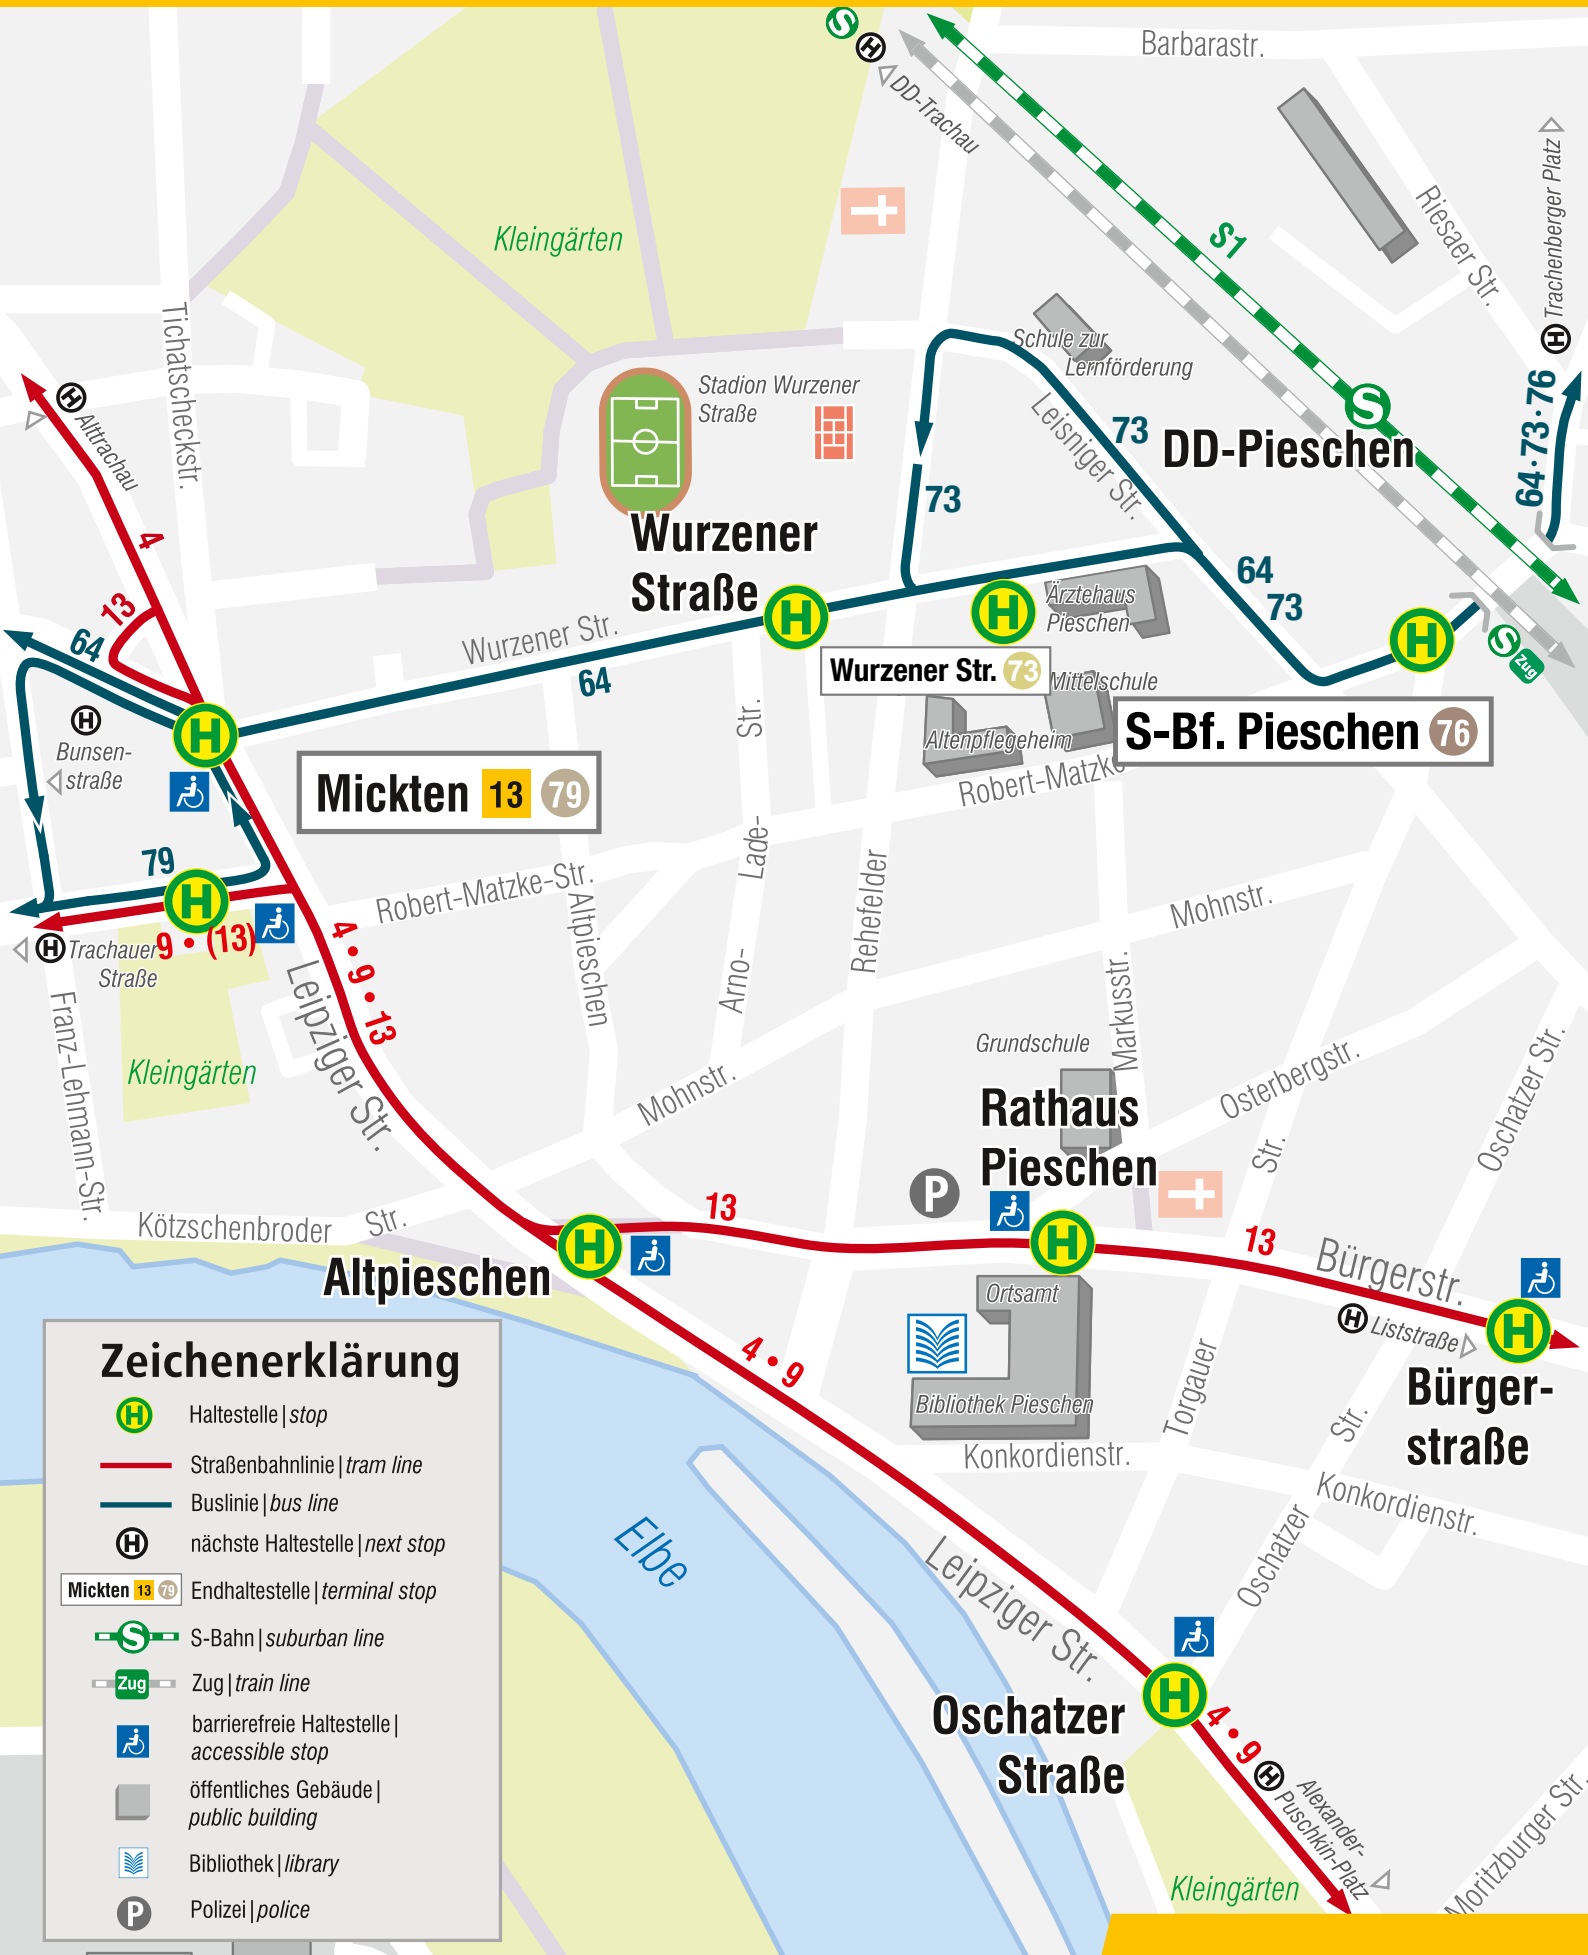 S
H
DD-Trachau
Barbarastr.
Riesaer Str.
Trachenberger Platz
H
S1
Kleingärten
Tichatscheckstr.
Schule zur
Lernförderung
Stadion Wurzener
Straße
H
Alttrachau
Leisniger Str.
73
DD-Pieschen
S
64·73·76
73
4
Wurzener
Straße
H
H
Ärztehaus
Pieschen
64
73
H
S
Zug
13
64
Wurzener Str.
64
Wurzener Str. 73
Mittelschule
H
Bunsen-
straße
H
Str.
Altenpflegeheim
S-Bf. Pieschen 76
Mickten 13 79
Robert-Matzke
79
H
9 • (13)
H
Trachauer
Straße
Robert-Matzke-Str.
Altpieschen
Lade-
Arno-
Rehefelder
Mohnstr.
4 • 9 • 13
Leipziger Str.
Franz-Lehmann-Str.
Kleingärten
Markusstr.
Grundschule
Mohnstr.
Rathaus
Pieschen
Osterbergstr.
Oschatzer Str.
Str.
P
Kötzschenbroder Str.
13
H
H
13
Bürgerstr.
Altpieschen
Ortsamt
H
Liststraße
H
Bürger-
straße
4 • 9
Bibliothek Pieschen
Torgauer
Str.
Konkordienstr.
Konkordienstr.
Oschatzer
Elbe
Leipziger Str.
H
Oschatzer
Straße
4 • 9
H
Alexander-
Puschkin-Platz
Kleingärten
Moritzburger Str.
Zeichenerklärung
H
Haltestelle | stop
Straßenbahnlinie | tram line
Buslinie | bus line
H
nächste Haltestelle | next stop
Mickten 13 79
Endhaltestelle | terminal stop
S
S-Bahn | suburban line
Zug
Zug | train line
barrierefreie Haltestelle |
accessible stop
öffentliches Gebäude |
public building
Bibliothek | library
P
Polizei | police